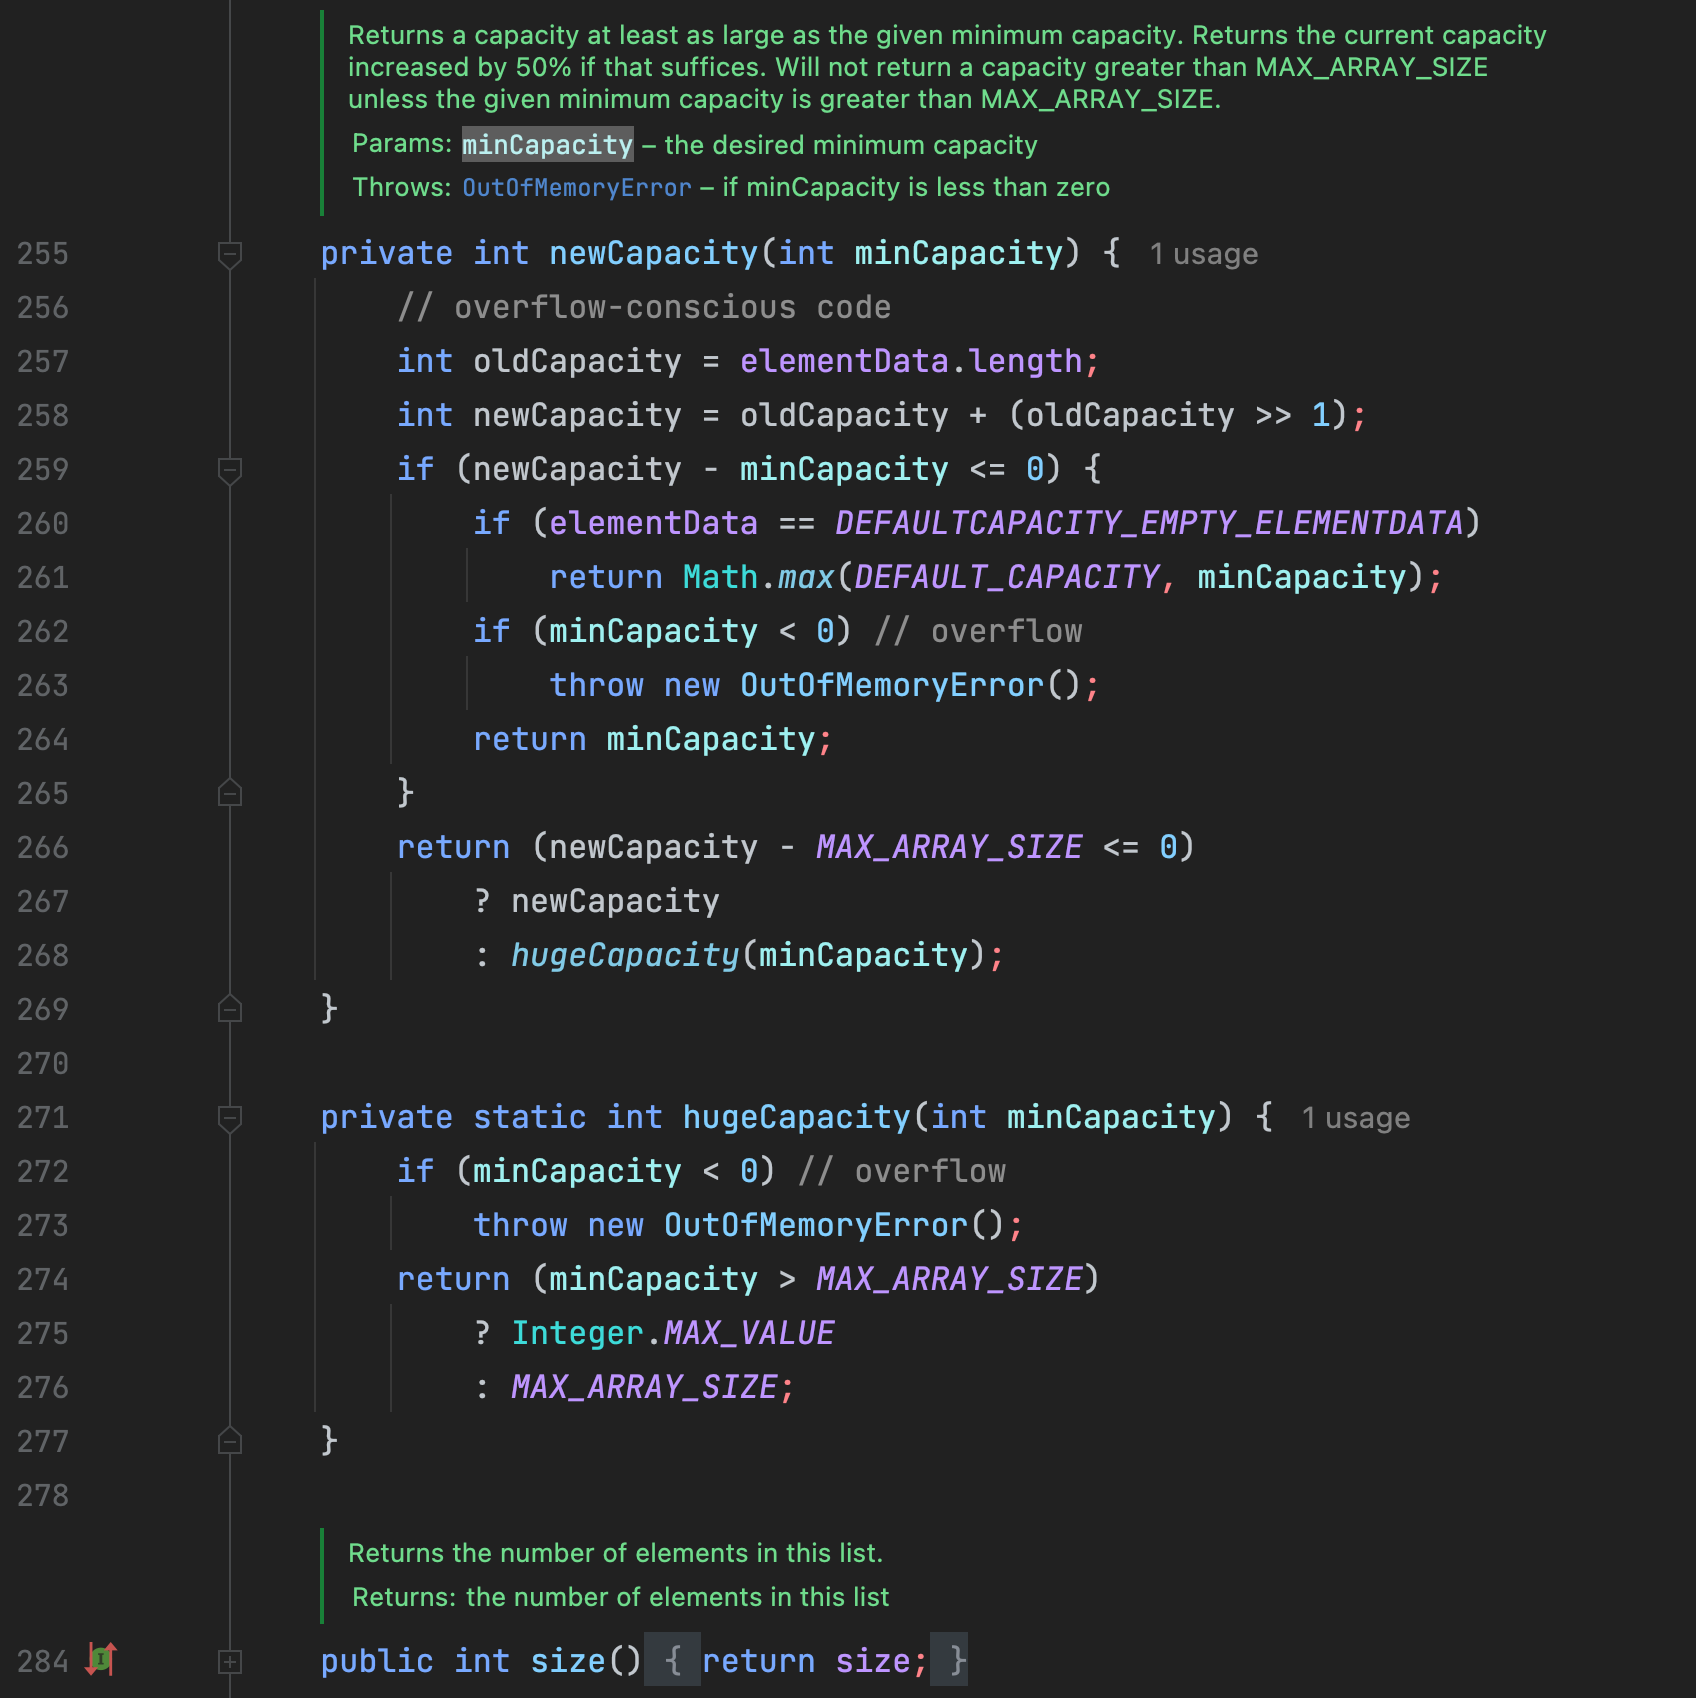 Returns a capacity at least as large as the given minimum capacity. Returns the current capacity
increased by 50% if that suffices. Will not return a capacity greater than MAX_ARRAY_SIZE
unless the given minimum capacity is greater than MAX_ARRAY_SIZE.
Params: minCapacity – the desired minimum capacity
Throws: OutOfMemoryError – if minCapacity is less than zero
255 private int newCapacity(int minCapacity) { 1 usage
256 // overflow-conscious code
257 int oldCapacity = elementData.length;
258 int newCapacity = oldCapacity + (oldCapacity >> 1);
259 if (newCapacity - minCapacity <= 0) {
260 if (elementData == DEFAULTCAPACITY_EMPTY_ELEMENTDATA)
261 return Math.max(DEFAULT_CAPACITY, minCapacity);
262 if (minCapacity < 0) // overflow
263 throw new OutOfMemoryError();
264 return minCapacity;
265 }
266 return (newCapacity - MAX_ARRAY_SIZE <= 0)
267 ? newCapacity
268 : hugeCapacity(minCapacity);
269 }
270
271 private static int hugeCapacity(int minCapacity) { 1 usage
272 if (minCapacity < 0) // overflow
273 throw new OutOfMemoryError();
274 return (minCapacity > MAX_ARRAY_SIZE)
275 ? Integer.MAX_VALUE
276 : MAX_ARRAY_SIZE;
277 }
278
Returns the number of elements in this list.
Returns: the number of elements in this list
284 public int size() { return size; }